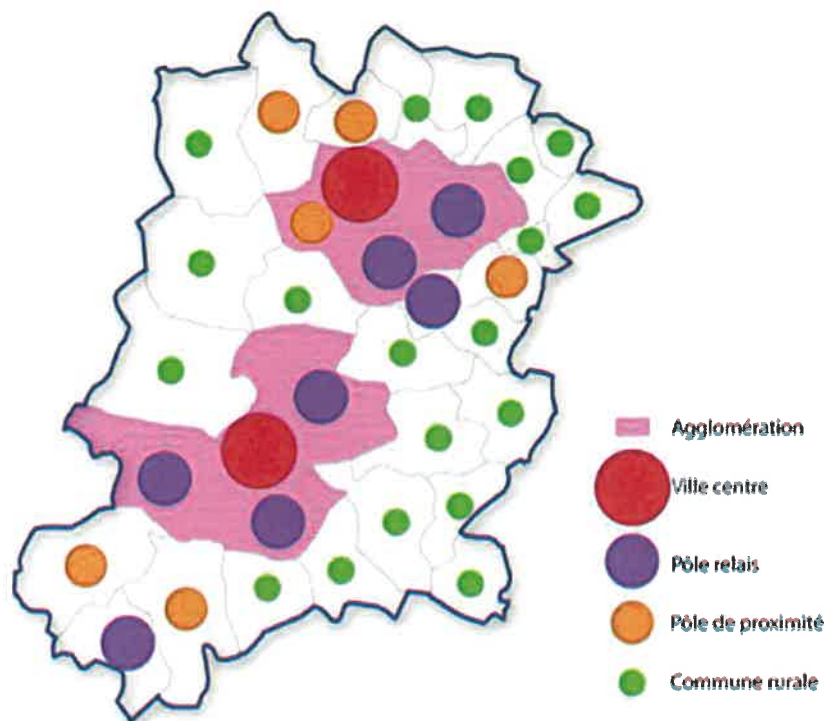 Agglomération
Ville centre
Pôle relais
Pôle de proximité
Commune rurale